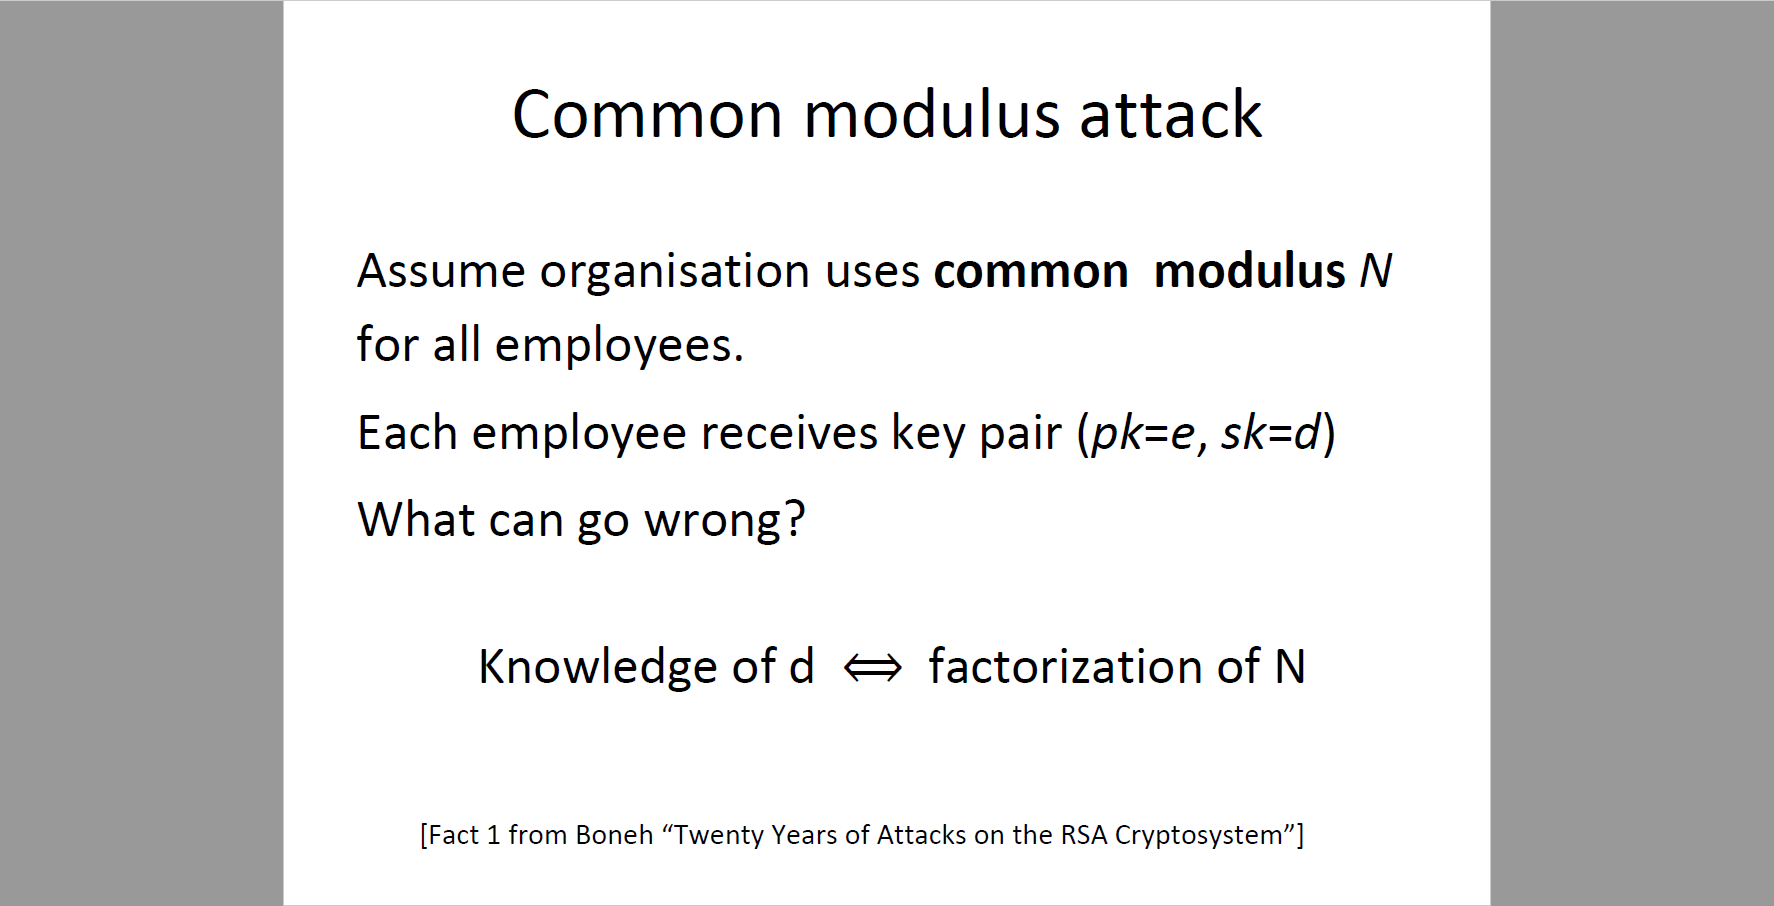 Common modulus attack
Assume organisation uses common modulus N
for all employees.
Each employee receives key pair (pk=e, sk=d)
What can go wrong?
Knowledge of d ⟺ factorization of N
[Fact 1 from Boneh “Twenty Years of Attacks on the RSA Cryptosystem”]